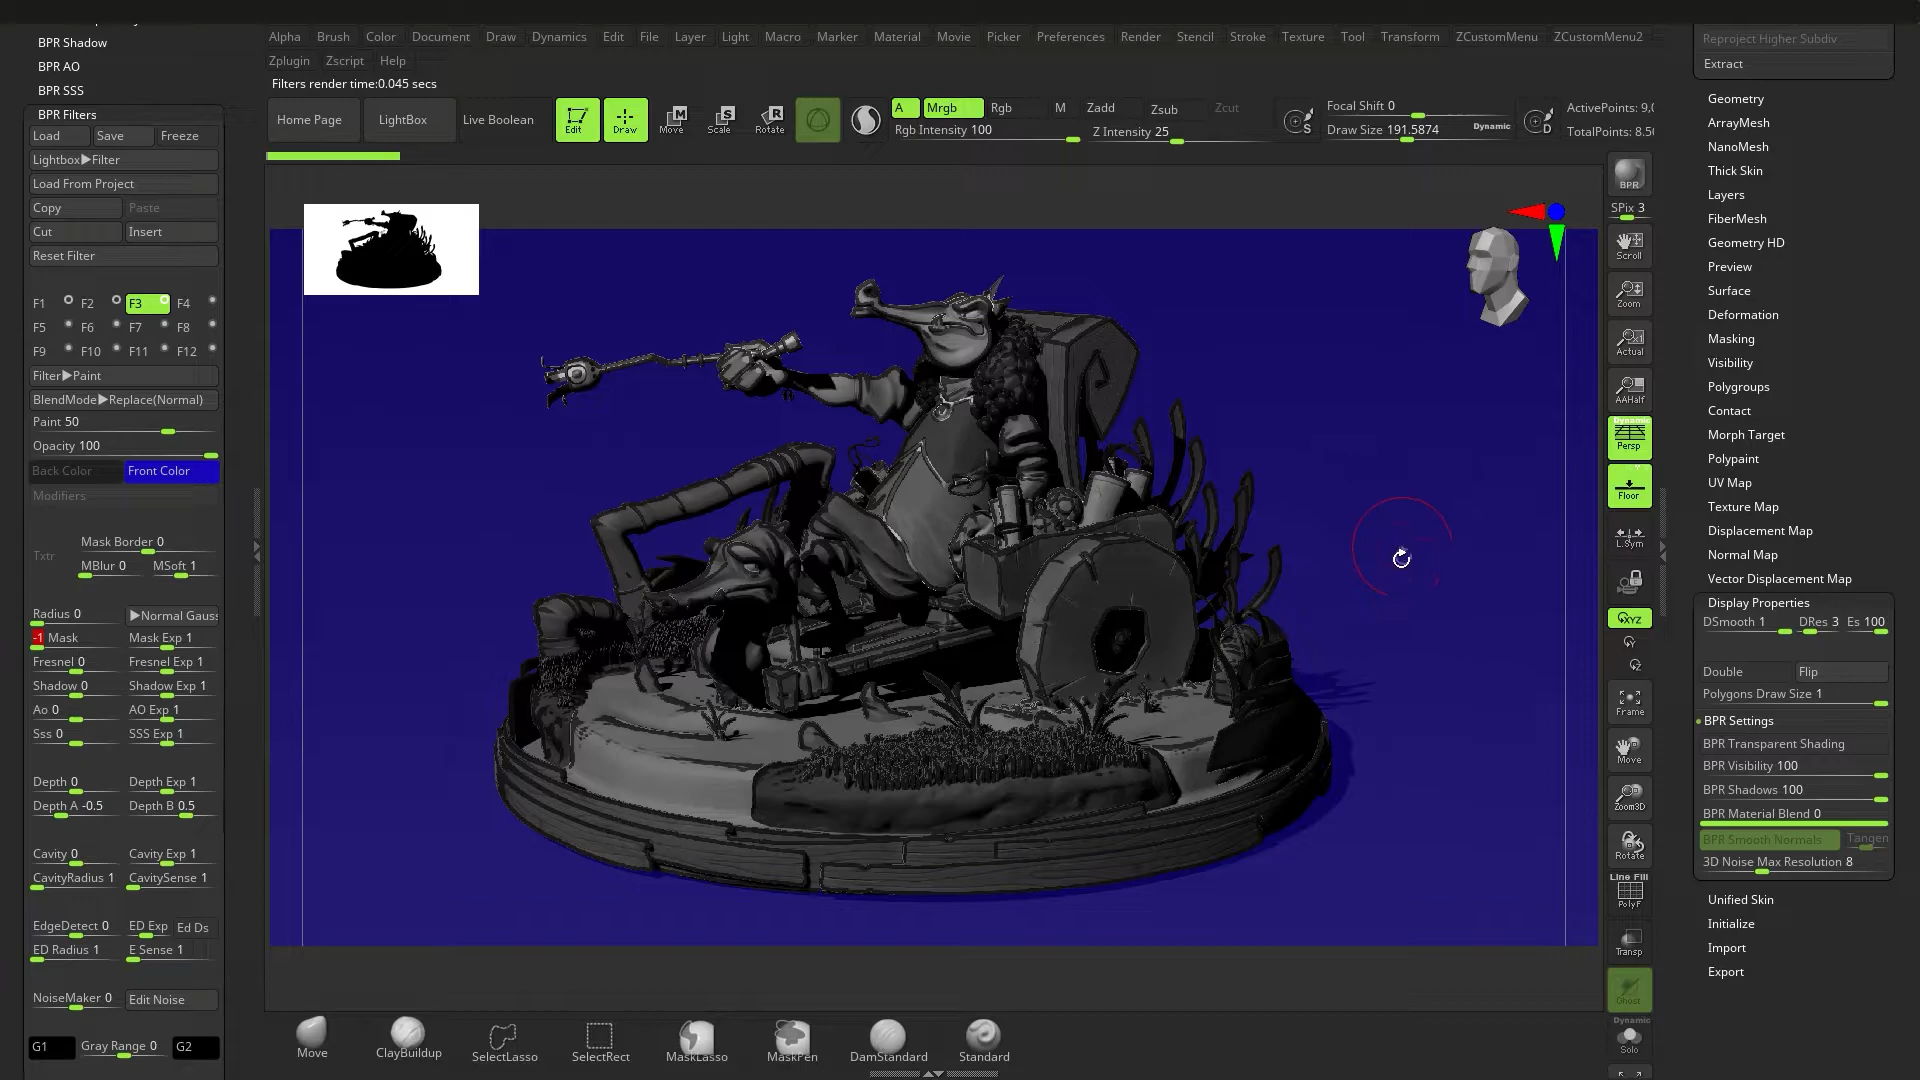 BPR Shadow
BPR AO
BPR SSS
BPR Filters
Load Save Freeze
Lightbox▶Filter
Load From Project
Copy Paste
Cut Insert
Reset Filter
F1 F2 F3 F4
F5 F6 F7 F8
F9 F10 F11 F12
Filter▶Paint
BlendMode▶Replace(Normal)
Paint 50
Opacity 100
Back Color Front Color
Modifiers
Mask Border 0
Txtr
MBlur 0 MSoft 1
Radius 0 ▶Normal Gauss
-1 Mask Mask Exp 1
Fresnel 0 Fresnel Exp 1
Shadow 0 Shadow Exp 1
Ao 0 AO Exp 1
Sss 0 SSS Exp 1
Depth 0 Depth Exp 1
Depth A -0.5 Depth B 0.5
Cavity 0 Cavity Exp 1
CavityRadius 1 CavitySense 1
EdgeDetect 0 ED Exp Ed Ds
ED Radius 1 E Sense 1
NoiseMaker 0 Edit Noise
G1 Gray Range 0 G2
Alpha Brush Color Document Draw Dynamics Edit File Layer Light Macro Marker Material Movie Picker Preferences Render Stencil Stroke Texture Tool Transform ZCustomMenu ZCustomMenu2
Zplugin Zscript Help
Filters render time:0.045 secs
Home Page LightBox Live Boolean
Edit Draw Move Scale Rotate
A Mrgb Rgb M Zadd Zsub Zcut
Rgb Intensity 100 Z Intensity 25
S
Focal Shift 0
Draw Size 191.5874 Dynamic
D
ActivePoints: 9,0
TotalPoints: 8.50
BPR
SPix 3
Scroll
Zoom
Actual
AAHalf
Dynamic
Persp
Floor
L.Sym
XYZ
Y
Z
Frame
Move
Zoom3D
Rotate
Line Fill
PolyF
Transp
Ghost
Dynamic
Solo
Move ClayBuildup SelectLasso SelectRect MaskLasso MaskPen DamStandard Standard
Reproject Higher Subdiv
Extract
Geometry
ArrayMesh
NanoMesh
Thick Skin
Layers
FiberMesh
Geometry HD
Preview
Surface
Deformation
Masking
Visibility
Polygroups
Contact
Morph Target
Polypaint
UV Map
Texture Map
Displacement Map
Normal Map
Vector Displacement Map
Display Properties
DSmooth 1 DRes 3 Es 100
Double Flip
Polygons Draw Size 1
BPR Settings
BPR Transparent Shading
BPR Visibility 100
BPR Shadows 100
BPR Material Blend 0
BPR Smooth Normals Tangen
3D Noise Max Resolution 8
Unified Skin
Initialize
Import
Export